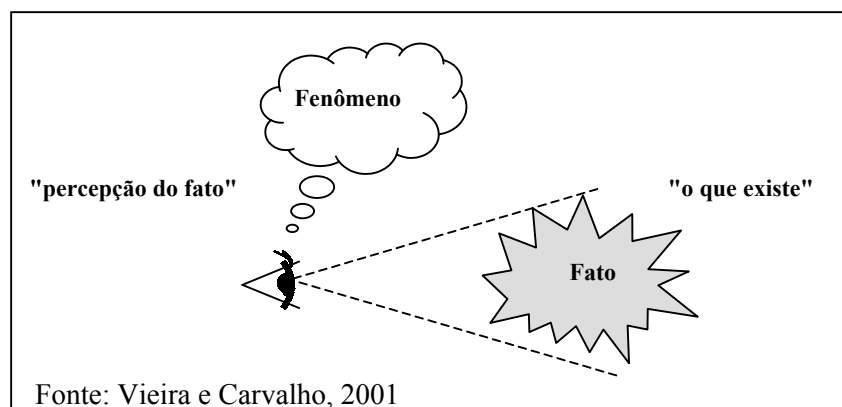 Fenômeno
"percepção do fato"
"o que existe"
Fato
Fonte: Vieira e Carvalho, 2001